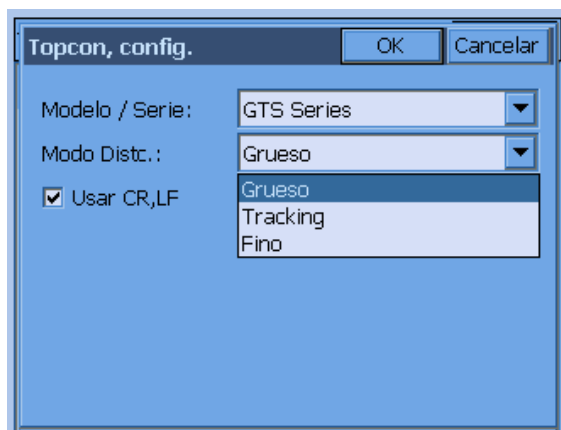 Topcon, config. OK Cancelar
Modelo / Serie: GTS Series
Modo Distc.: Grueso
Usar CR,LF Grueso
Tracking
Fino